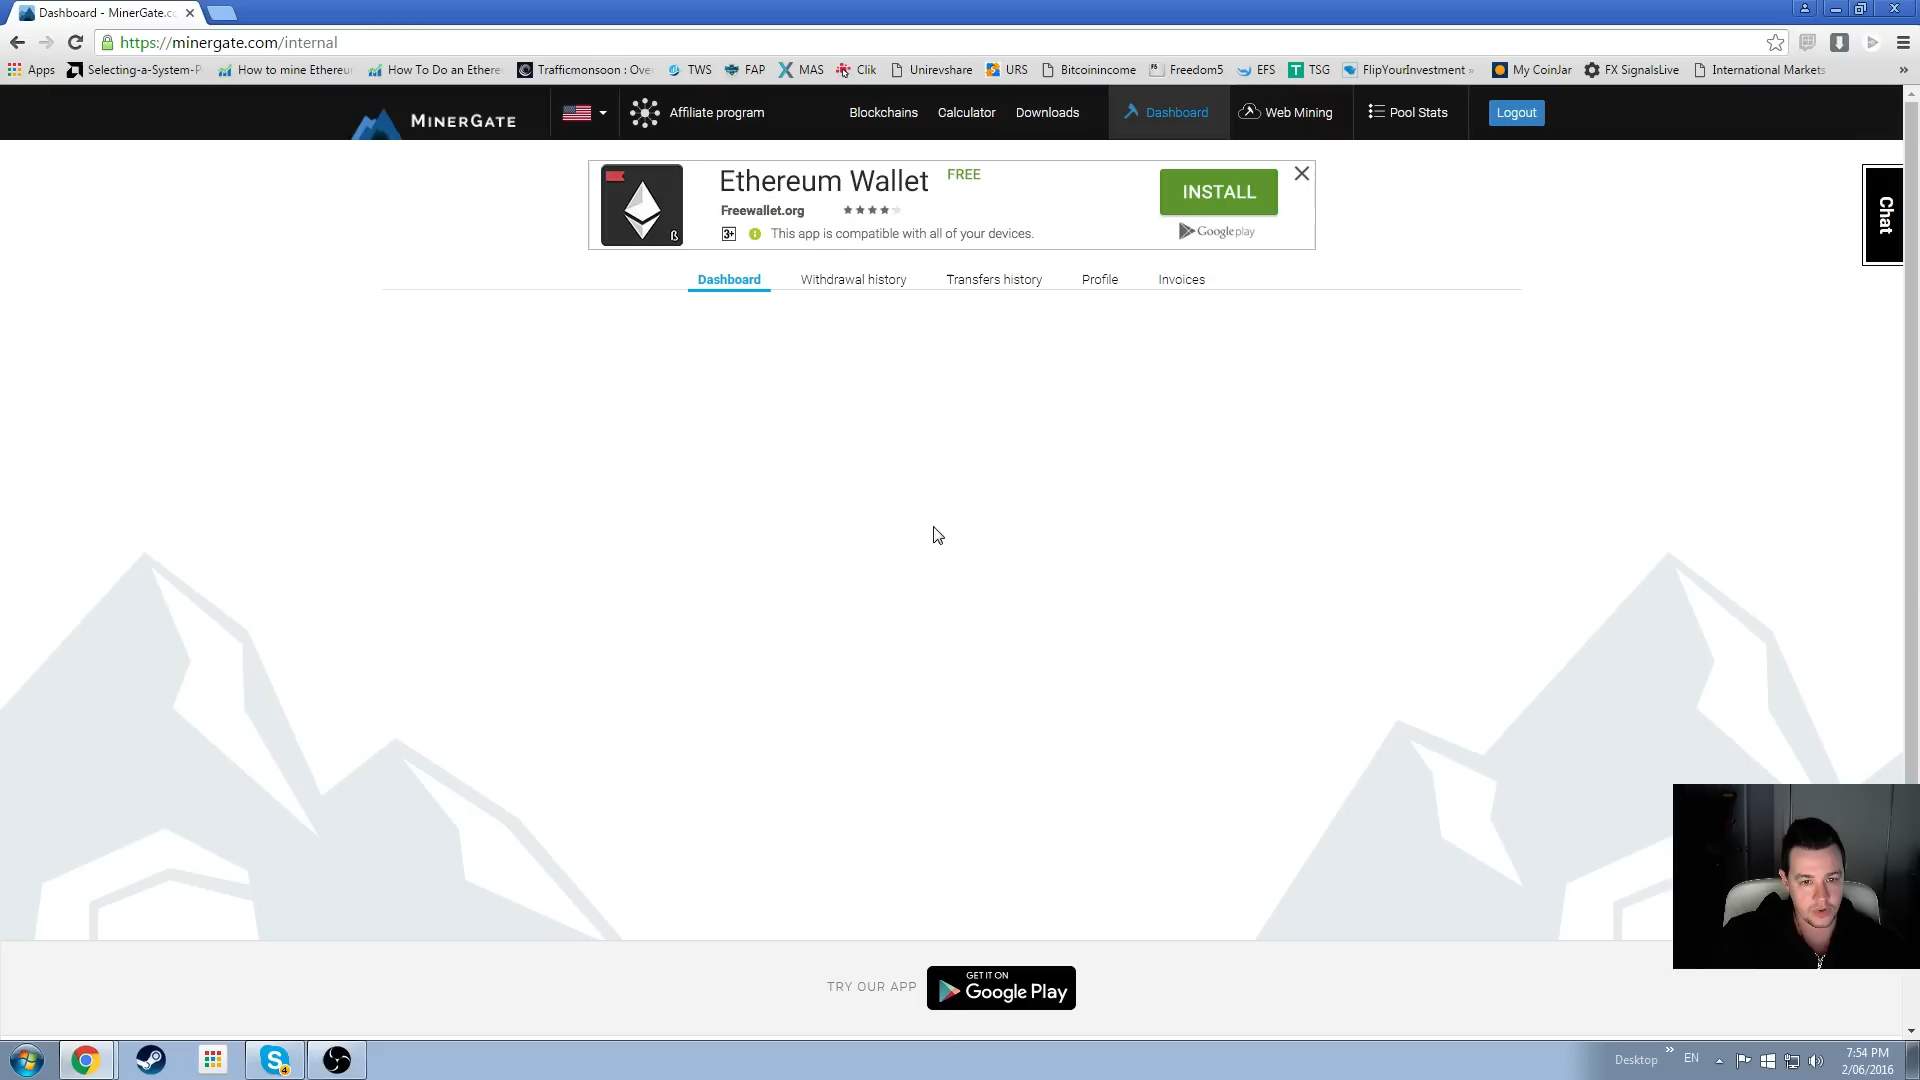 Dashboard - MinerGate.co
https://minergate.com/internal
Apps Selecting-a-System-P How to mine Ethereu How To Do an Ethere Trafficmonsoon : Ove TWS FAP MAS Clik Unirevshare URS Bitcoinincome Freedom5 EFS TSG FlipYourInvestment My CoinJar FX SignalsLive International Markets »
MINERGATE Affiliate program Blockchains Calculator Downloads Dashboard Web Mining Pool Stats Logout
Ethereum Wallet FREE
Freewallet.org
3+ This app is compatible with all of your devices.
INSTALL
Google play
ß
Chat
Dashboard Withdrawal history Transfers history Profile Invoices
TRY OUR APP
GET IT ON
Google Play
4
Desktop » EN
7:54 PM
2/06/2016